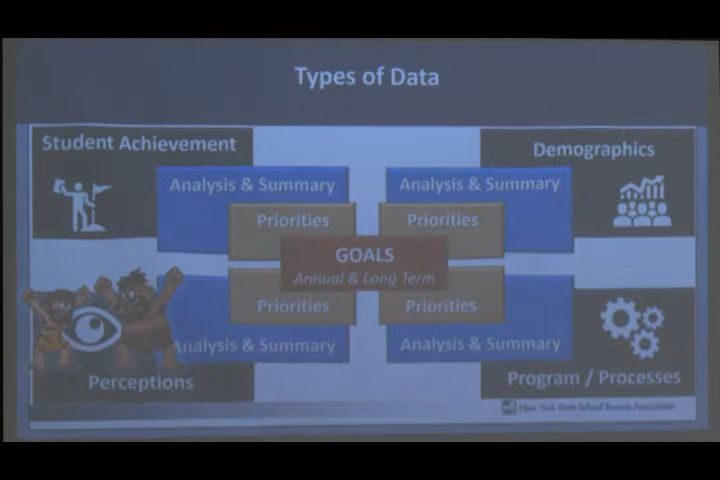 Types of Data
Student Achievement
Demographics
Analysis & Summary
Analysis & Summary
Priorities
Priorities
GOALS
Annual & Long Term
Priorities
Priorities
Analysis & Summary
Analysis & Summary
Perceptions
Program / Processes
New York State School Boards Association